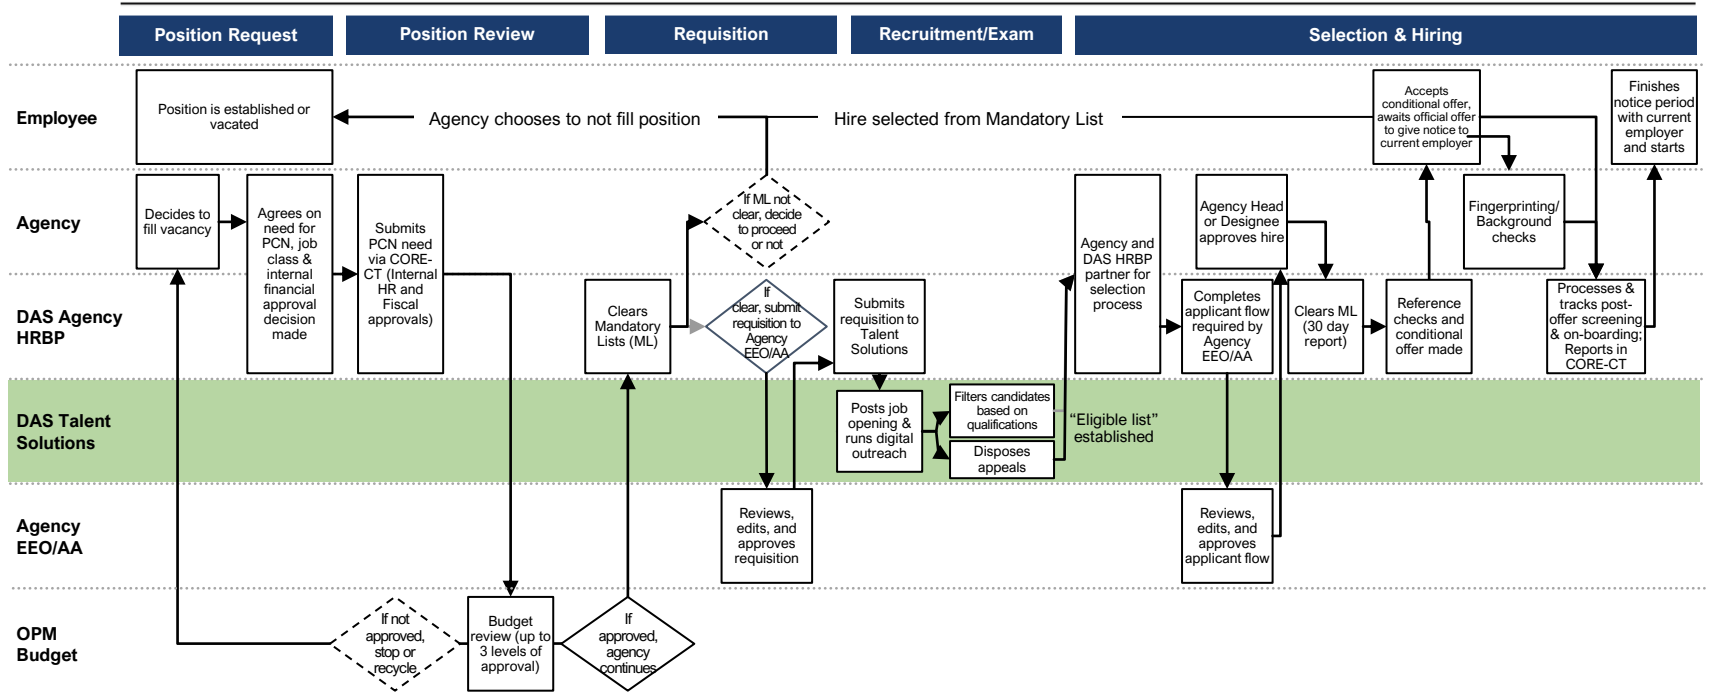 Position Request
Position Review
Requisition
Recruitment/Exam
Selection & Hiring
Employee
Position is established or
vacated
Agency chooses to not fill position
Hire selected from Mandatory List
Accepts
conditional offer,
awaits official offer
to give notice to
current employer
Finishes
notice period
with current
employer
and starts
Agency
Decides to
fill vacancy
Agrees on
need for
PCN, job
class &
internal
financial
approval
decision
made
Submits
PCN need
via CORE-
CT (Internal
HR and
Fiscal
approvals)
If ML not
clear, decide
to proceed
or not
Agency and
DAS HRBP
partner for
selection
process
Agency Head
or Designee
approves hire
Fingerprinting/
Background
checks
DAS Agency
HRBP
Clears
Mandatory
Lists (ML)
If
clear, submit
requisition to
Agency
EEO/AA
Submits
requisition to
Talent
Solutions
Completes
applicant flow
required by
Agency
EEO/AA
Clears ML
(30 day
report)
Reference
checks and
conditional
offer made
Processes &
tracks post-
offer screening
& on-boarding;
Reports in
CORE-CT
DAS Talent
Solutions
Posts job
opening &
runs digital
outreach
Filters candidates
based on
qualifications
Disposes
appeals
“Eligible list”
established
Agency
EEO/AA
Reviews,
edits, and
approves
requisition
Reviews,
edits, and
approves
applicant flow
OPM
Budget
If not
approved,
stop or
recycle
Budget
review (up to
3 levels of
approval)
If
approved,
agency
continues